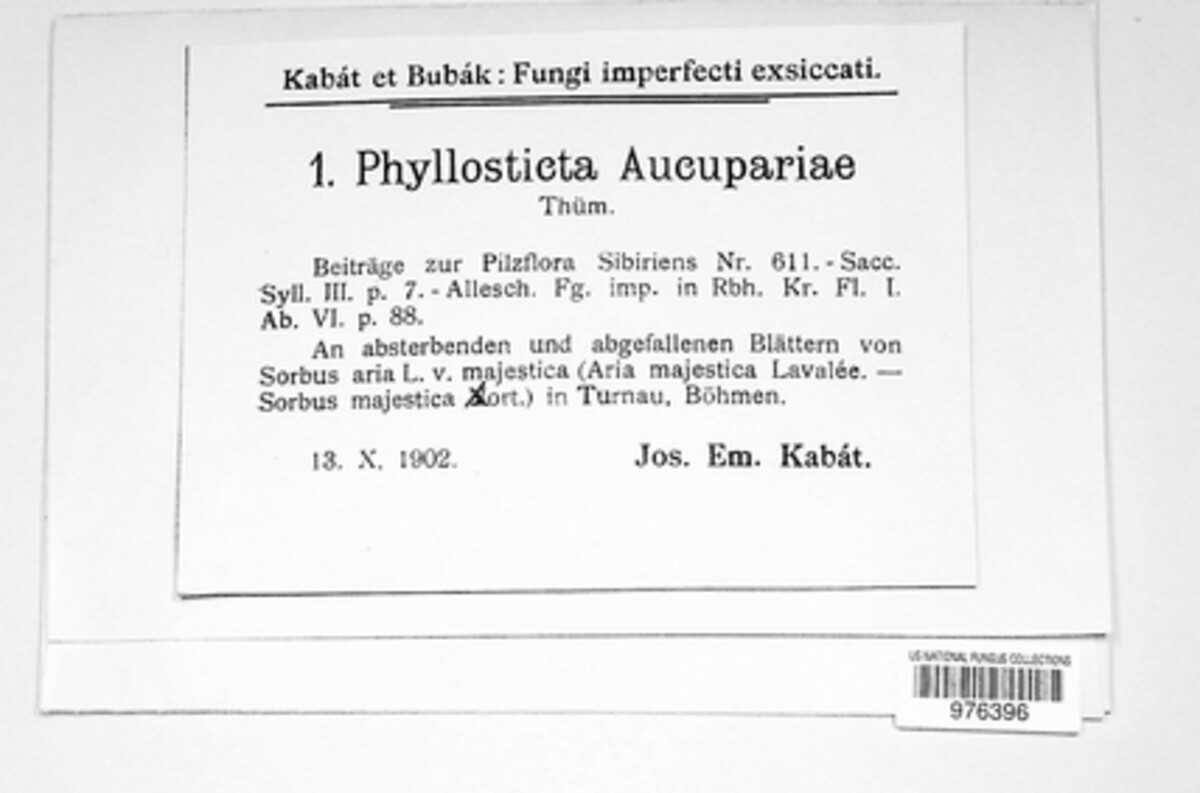 Kabát et Bubák: Fungi imperfecti exsiccati.
1. Phyllosticta Aucupariae
Thüm.
Beiträge zur Pilzflora Sibiriens Nr. 611. - Sacc.
Syll. III. p. 7. - Allesch. Fg. imp. in Rbh. Kr. Fl. I.
Ab. VI. p. 88.
An absterbenden und abgefallenen Blättern von
Sorbus aria L. v. majestica (Aria majestica Lavalée. —
Sorbus majestica ort.) in Turnau, Böhmen.
13. X. 1902. Jos. Em. Kabát.
US NATIONAL FUNGUS COLLECTIONS
976396